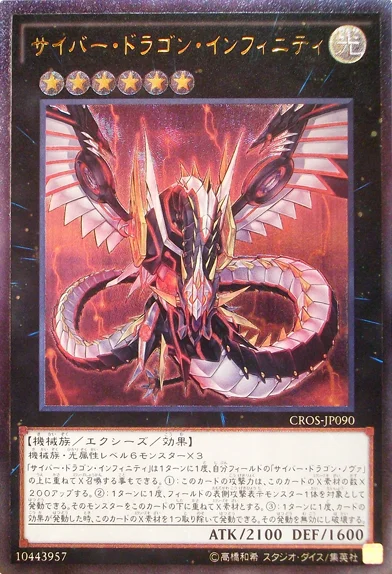 サイバー・ドラゴン・インフィニティ
光
CROS-JP090
【機械族/エクシーズ/効果】
機械族・光属性レベル6モンスター×3
「サイバー・ドラゴン・インフィニティ」は1ターンに1度、自分フィールドの「サイバー・ドラゴン・ノヴァ」
の上に重ねてX召喚する事もできる。①:このカードの攻撃力は、このカードのX素材の数×
200アップする。②:1ターンに1度、フィールドの表側攻撃表示モンスター1体を対象として
発動できる。そのモンスターをこのカードの下に重ねてX素材とする。③:1ターンに1度、カードの
効果が発動した時、このカードのX素材を1つ取り除いて発動できる。その発動を無効にし破壊する。
ATK/2100 DEF/1600
10443957
©高橋和希 スタジオ・ダイス/集英社